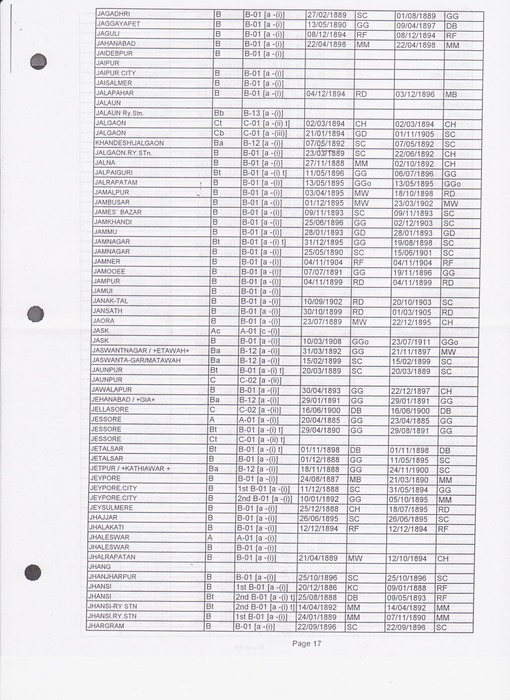 JAGADHRI B B-01 [a -(i)] 27/02/1889 SC 01/08/1889 GG
JAGGAYAPET B B-01 [a -(i)] 13/05/1890 GG 09/04/1897 DB
JAGULI B B-01 [a -(i)] 08/12/1894 RF 08/12/1894 RF
JAHANABAD B B-01 [a -(i)] 22/04/1898 MM 22/04/1898 MM
JAIDEBPUR B B-01 [a -(i)]
JAIPUR
JAIPUR CITY B B-01 [a -(i)]
JAISALMER B B-01 [a -(i)]
JALAPAHAR B B-01 [a -(i)] 04/12/1894 RD 03/12/1896 MB
JALAUN
JALAUN Ry.Stn. Bb B-13 [a -(i)]
JALGAON Ct C-01 [a -(ii) t] 02/03/1894 CH 02/03/1894 CH
JALGAON Cb C-01 [a -(iii)] 21/01/1894 GD 01/11/1905 SC
KHANDESH/JALGAON Ba B-12 [a -(i)] 07/05/1892 SC 07/05/1892 SC
JALGAON RY.STn. B B-01 [a -(i)] 23/03/1889 SC 22/06/1892 CH
JALNA B B-01 [a -(i)] 27/11/1888 MM 02/10/1892 CH
JALPAIGURI Bt B-01 [a -(i) t] 11/05/1896 GG 06/07/1896 GG
JALRAPATAM B B-01 [a -(i)] 13/05/1895 GGo 13/05/1895 GGo
JAMALPUR B B-01 [a -(i)] 03/04/1895 MW 18/10/1898 RD
JAMBUSAR B B-01 [a -(i)] 01/12/1895 MW 23/03/1902 MW
JAMES' BAZAR B B-01 [a -(i)] 09/11/1893 SC 09/11/1893 SC
JAMKHANDI B B-01 [a -(i)] 25/06/1896 GG 02/12/1903 SC
JAMMU B B-01 [a -(i)] 28/01/1893 GD 28/01/1893 GD
JAMNAGAR Bt B-01 [a -(i) t] 31/12/1895 GG 19/08/1898 SC
JAMNAGAR B B-01 [a -(i)] 25/05/1890 SC 15/06/1901 SC
JAMNER B B-01 [a -(i)] 04/11/1904 RF 04/11/1904 RF
JAMOOEE B B-01 [a -(i)] 07/07/1891 GG 19/11/1896 GG
JAMPUR B B-01 [a -(i)] 04/11/1899 RD 04/11/1899 RD
JAMUI B B-01 [a -(i)]
JANAK-TAL B B-01 [a -(i)] 10/09/1902 RD 20/10/1903 SC
JANSATH B B-01 [a -(i)] 30/10/1899 RD 01/03/1905 RD
JAORA B B-01 [a -(i)] 23/07/1889 MW 22/12/1895 CH
JASK Ac A-01 [c -(i)]
JASK B B-01 [a -(i)] 10/03/1908 GGo 23/07/1911 GGo
JASWANTNAGAR / +ETAWAH+ Ba B-12 [a -(i)] 31/03/1892 GG 21/11/1897 MW
JASWANTA-GAR/MATAWAH Ba B-12 [a -(i)] 15/02/1899 SC 15/02/1899 SC
JAUNPUR Bt B-01 [a -(i) t] 20/03/1889 SC 20/03/1889 SC
JAUNPUR C C-02 [a -(ii)]
JAWALAPUR B B-01 [a -(i)] 30/04/1893 GG 22/12/1897 CH
JEHANABAD / +GIA+ Ba B-12 [a -(i)] 29/01/1891 GG 29/01/1891 GG
JELLASORE C C-02 [a -(ii)] 16/06/1900 DB 16/06/1900 DB
JESSORE A A-01 [a -(i)] 20/04/1885 GG 23/04/1885 GG
JESSORE Bt B-01 [a -(i) t] 29/04/1890 GG 29/08/1891 GG
JESSORE Ct C-01 [a -(ii) t]
JETALSAR Bt B-01 [a -(i) t] 01/11/1898 DB 01/11/1898 DB
JETALSAR B B-01 [a -(i)] 01/12/1888 GG 11/05/1895 SC
JETPUR / +KATHIAWAR + Ba B-12 [a -(i)] 18/11/1888 GG 24/11/1900 SC
JEYPORE B B-01 [a -(i)] 24/08/1887 MB 21/03/1890 MM
JEYPORE.CITY B 1st B-01 [a -(i)] 11/12/1888 SC 31/05/1894 GG
JEYPORE.CITY B 2nd B-01 [a -(i)] 10/01/1892 GG 05/10/1895 MM
JEYSULMERE B B-01 [a -(i)] 25/12/1888 CH 18/07/1895 RD
JHAJJAR B B-01 [a -(i)] 26/06/1895 SC 26/06/1895 SC
JHALAKATI B B-01 [a -(i)] 12/12/1894 RF 12/12/1894 RF
JHALESWAR A A-01 [a -(i)]
JHALESWAR B B-01 [a -(i)]
JHALRAPATAN B B-01 [a -(i)] 21/04/1889 MW 12/10/1894 CH
JHANG
JHANJHARPUR B B-01 [a -(i)] 25/10/1896 SC 25/10/1896 SC
JHANSI B 1st B-01 [a -(i)] 20/12/1886 KC 09/01/1888 RF
JHANSI Bt 2nd B-01 [a -(i) t] 25/08/1888 DB 09/05/1893 RF
JHANSI-RY STN Bt 2nd B-01 [a -(i) t] 14/04/1892 MM 14/04/1892 MM
JHANSI.RY.STN B 1st B-01 [a -(i)] 24/01/1889 MM 07/11/1890 MM
JHARGRAM B B-01 [a -(i)] 22/09/1896 SC 22/09/1896 SC
Page 17